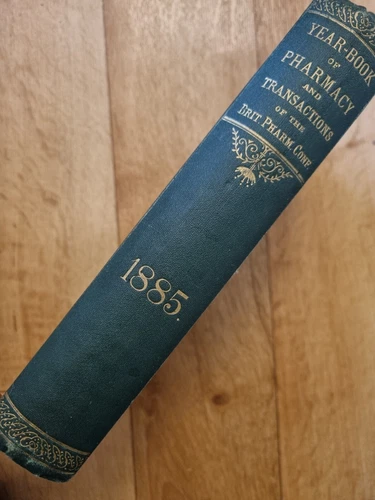 YEAR-BOOK
OF
PHARMACY
AND
TRANSACTIONS
OF THE
BRIT PHARM. CONF
1885.